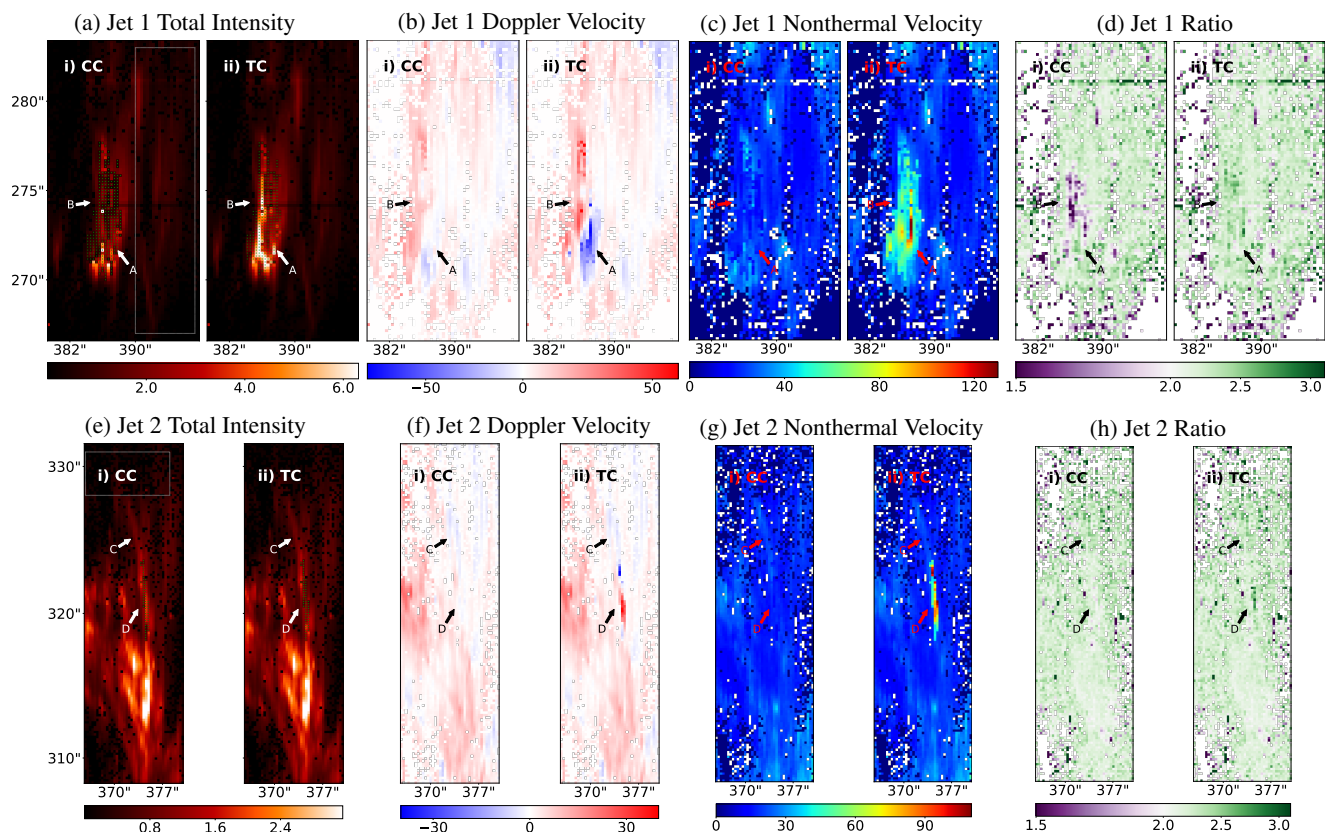 (a) Jet 1 Total Intensity
(b) Jet 1 Doppler Velocity
(c) Jet 1 Nonthermal Velocity
(d) Jet 1 Ratio
i) CC
ii) TC
i) CC
ii) TC
i) CC
ii) TC
i) CC
ii) TC
280"
275"
270"
B
A
B
A
B
A
B
A
B
A
B
A
382" 390" 382" 390"
382" 390" 382" 390"
382" 390" 382" 390"
382" 390" 382" 390"
2.0 4.0 6.0
−50 0 50
0 40 80 120
1.5 2.0 2.5 3.0
(e) Jet 2 Total Intensity
(f) Jet 2 Doppler Velocity
(g) Jet 2 Nonthermal Velocity
(h) Jet 2 Ratio
330"
320"
310"
i) CC
ii) TC
i) CC
ii) TC
i) CC
ii) TC
i) CC
ii) TC
C
D
C
D
C
D
C
D
C
D
C
D
370" 377" 370" 377"
370" 377" 370" 377"
370" 377" 370" 377"
370" 377" 370" 377"
0.8 1.6 2.4
−30 0 30
0 30 60 90
1.5 2.0 2.5 3.0